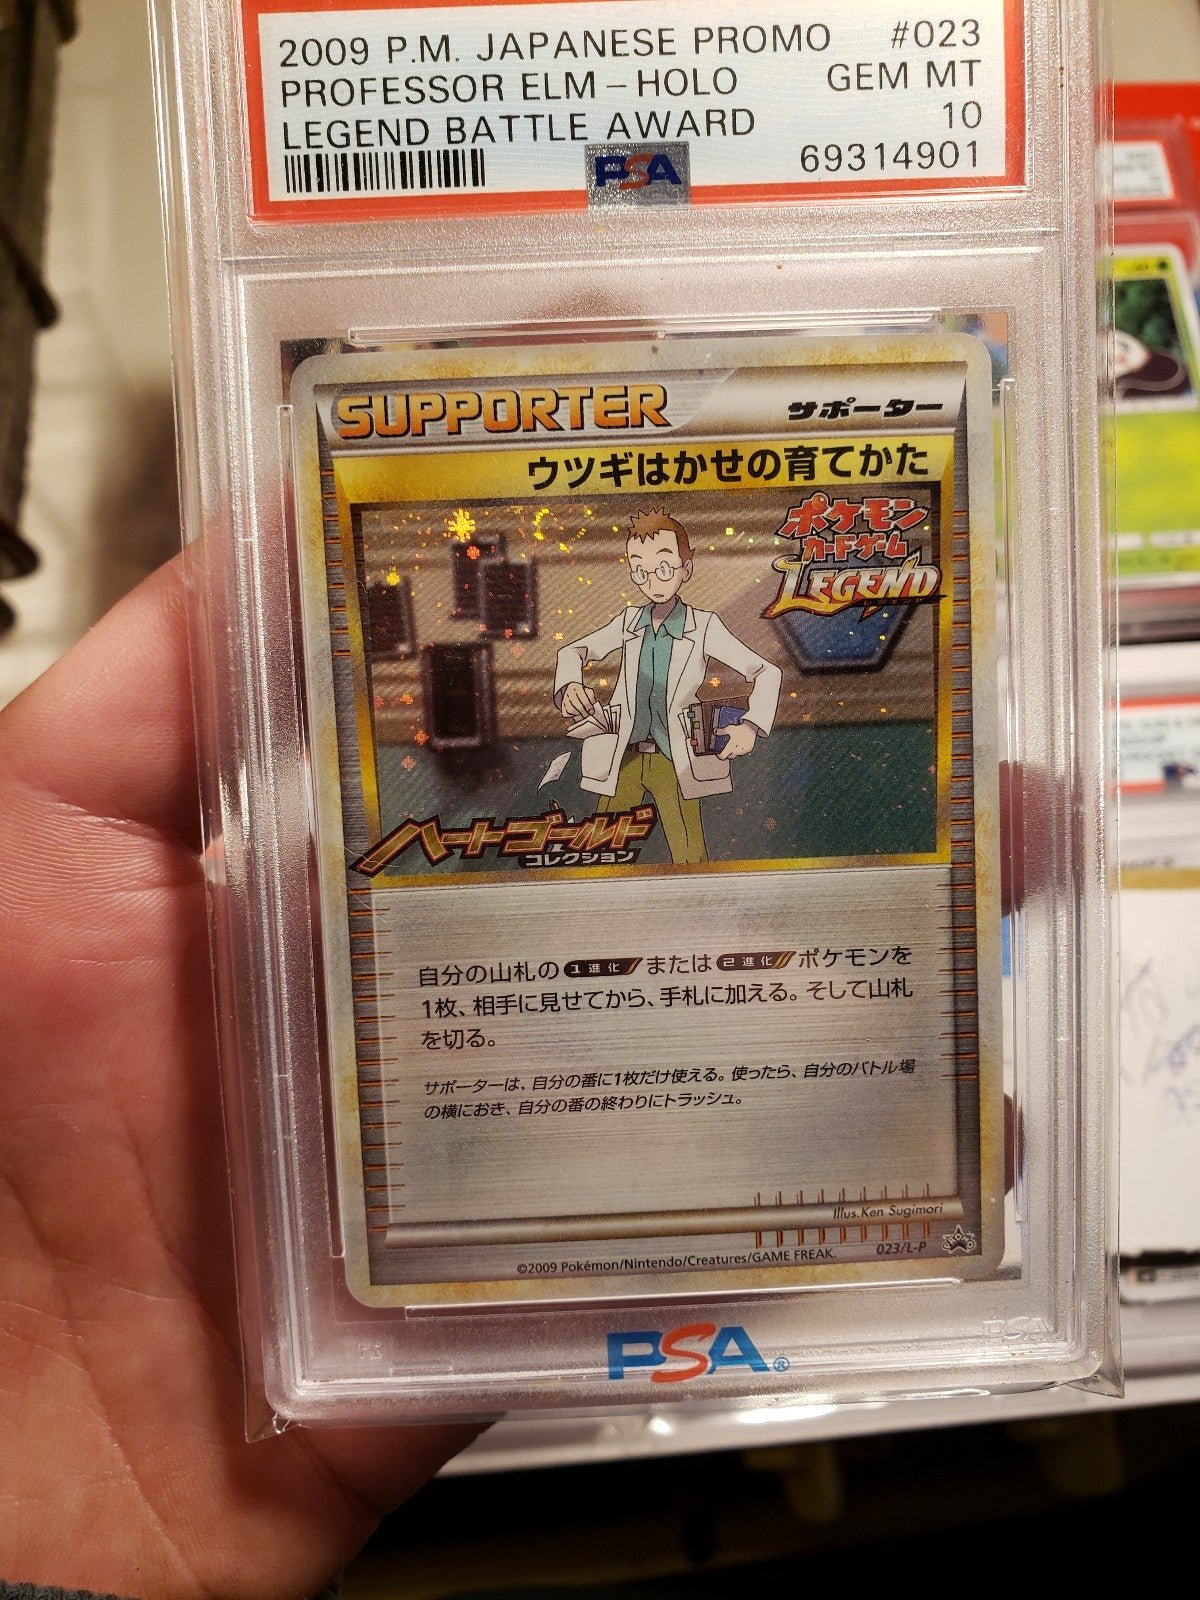 2009 P.M. JAPANESE PROMO #023
PROFESSOR ELM - HOLO GEM MT
LEGEND BATTLE AWARD 10
PSA 69314901
SUPPORTER サポーター
ウツギはかせの育てかた
ポケモン
カードゲーム
LEGEND
ハートゴールド
コレクション
自分の山札の 1進化 または 2進化 ポケモンを
1枚、相手に見せてから、手札に加える。そして山札
を切る。
サポーターは、自分の番に1枚だけ使える。使ったら、自分のバトル場
の横におき、自分の番の終わりにトラッシュ。
Illus. Ken Sugimori
023/L-P
©2009 Pokémon/Nintendo/Creatures/GAME FREAK.
PSA®
PSA